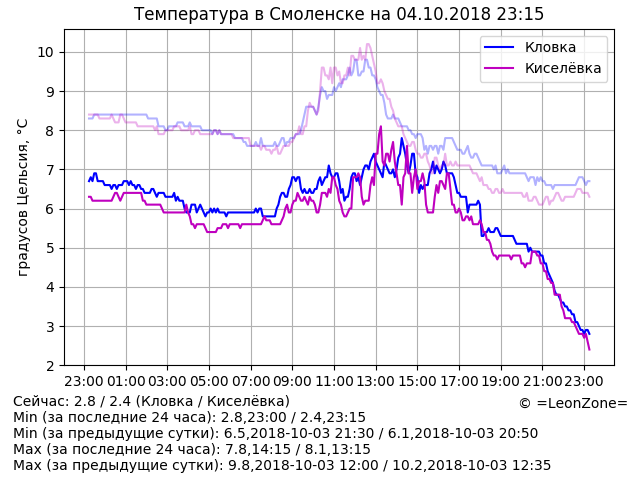 Температура в Смоленске на 04.10.2018 23:15
Кловка
Киселёвка
градусов Цельсия, °C
10
9
8
7
6
5
4
3
2
23:00 01:00 03:00 05:00 07:00 09:00 11:00 13:00 15:00 17:00 19:00 21:00 23:00
Сейчас: 2.8 / 2.4 (Кловка / Киселёвка)
© =LeonZone=
Min (за последние 24 часа): 2.8,23:00 / 2.4,23:15
Min (за предыдущие сутки): 6.5,2018-10-03 21:30 / 6.1,2018-10-03 20:50
Max (за последние 24 часа): 7.8,14:15 / 8.1,13:15
Max (за предыдущие сутки): 9.8,2018-10-03 12:00 / 10.2,2018-10-03 12:35